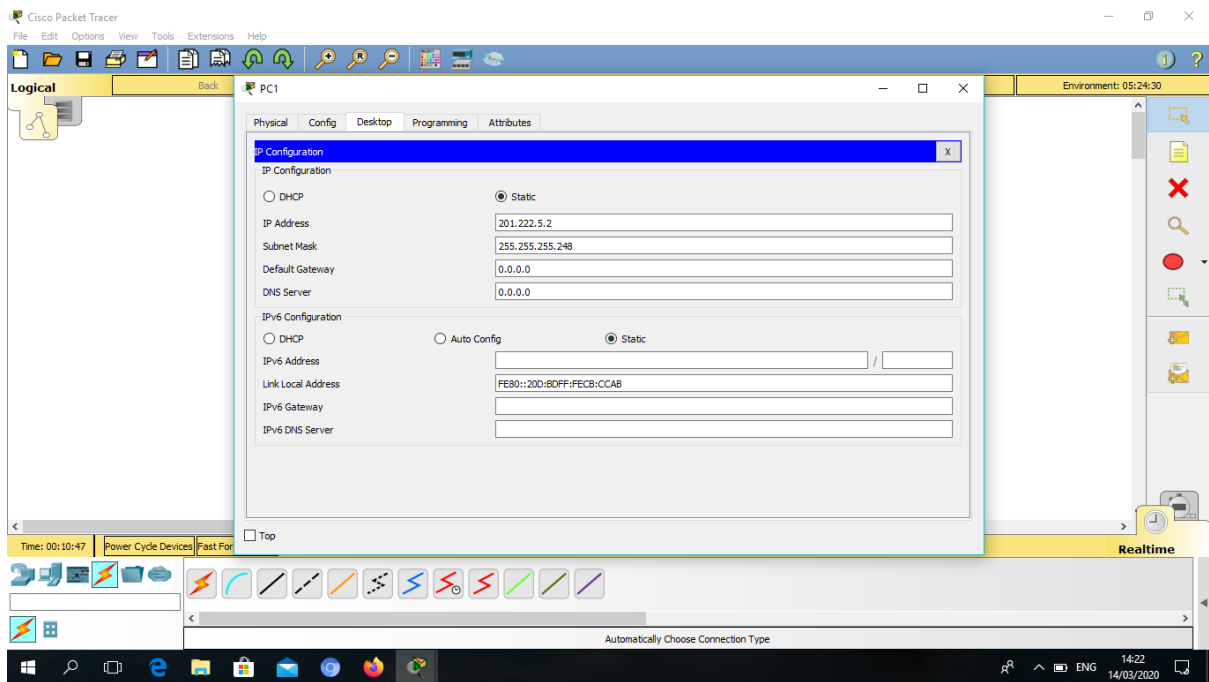 Cisco Packet Tracer
File Edit Options View Tools Extensions Help
Logical
Back
Environment: 05:24:30
PC1
Physical Config Desktop Programming Attributes
IP Configuration X
IP Configuration
DHCP Static
IP Address 201.222.5.2
Subnet Mask 255.255.255.248
Default Gateway 0.0.0.0
DNS Server 0.0.0.0
IPv6 Configuration
DHCP Auto Config Static
IPv6 Address /
Link Local Address FE80::20D:BDFF:FECB:CCAB
IPv6 Gateway
IPv6 DNS Server
Top
Time: 00:10:47 Power Cycle Devices Fast For
Realtime
Automatically Choose Connection Type
ENG
14:22
14/03/2020